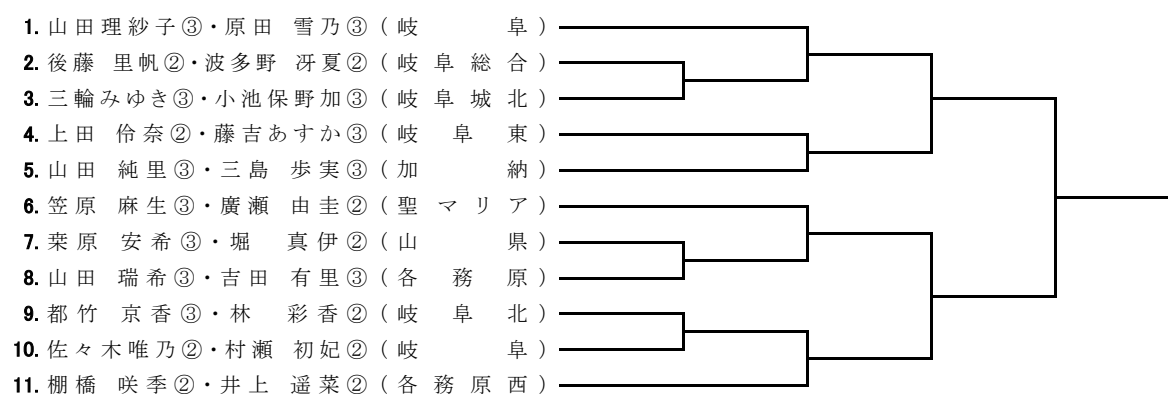 1. 山田理紗子③・原田 雪乃③(岐 阜)
2. 後藤 里帆②・波多野 冴夏②(岐阜総合)
3. 三輪みゆき③・小池保野加③(岐阜城北)
4. 上田 伶奈②・藤吉あすか③(岐 阜 東)
5. 山田 純里③・三島 歩実③(加 納)
6. 笠原 麻生③・廣瀬 由圭②(聖マリア)
7. 桒原 安希③・堀 真伊②(山 県)
8. 山田 瑞希③・吉田 有里③(各 務 原)
9. 都竹 京香③・林 彩香②(岐 阜 北)
10. 佐々木唯乃②・村瀬 初妃②(岐 阜)
11. 棚橋 咲季②・井上 遥菜②(各務原西)